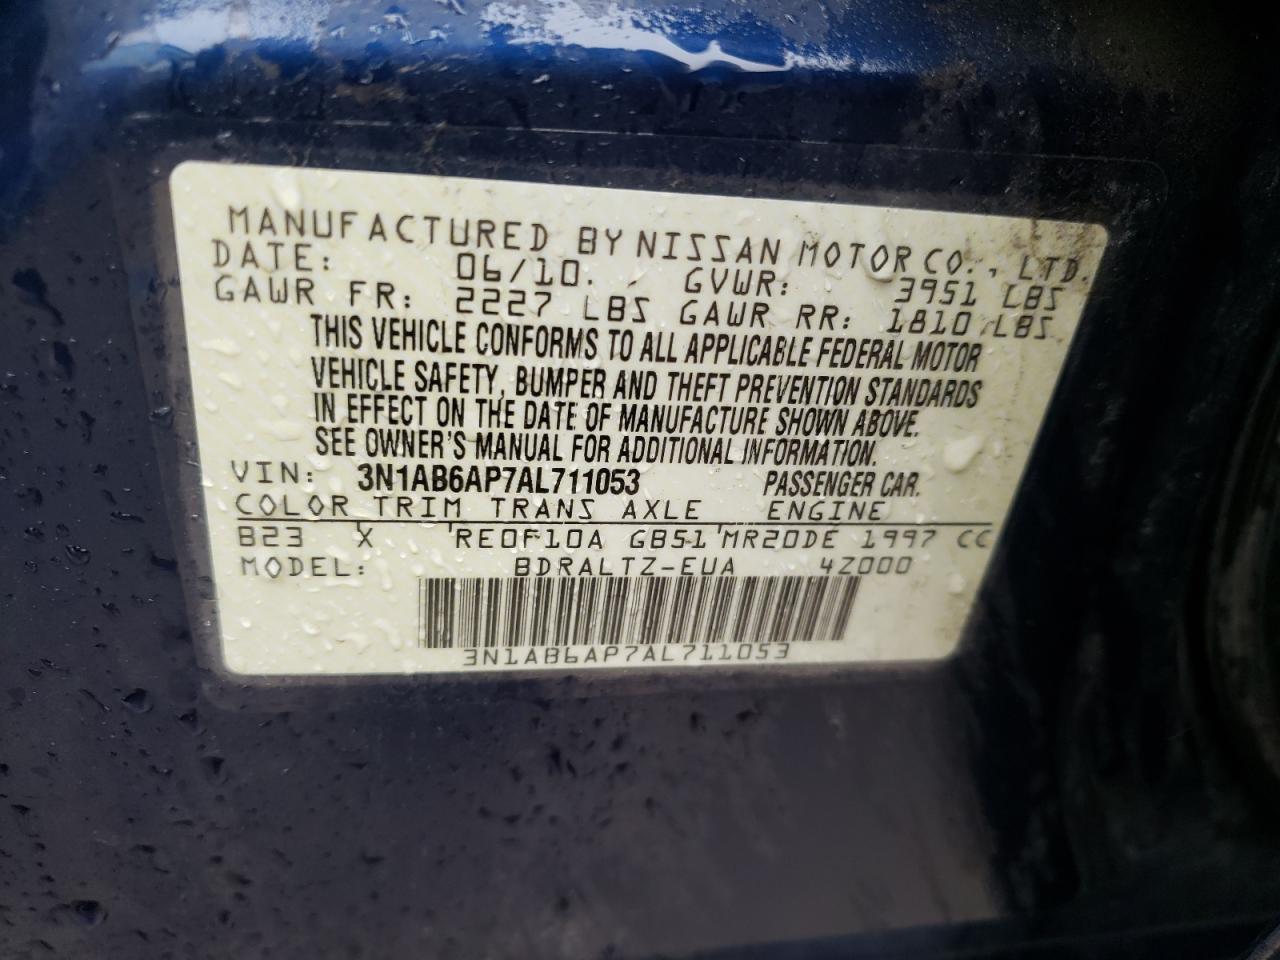 MANUFACTURED BY NISSAN MOTOR CO., LTD.
DATE: 06/10. GVWR: 3951 LBS
GAWR FR: 2227 LBS GAWR RR: 1810 LBS
THIS VEHICLE CONFORMS TO ALL APPLICABLE FEDERAL MOTOR
VEHICLE SAFETY, BUMPER AND THEFT PREVENTION STANDARDS
IN EFFECT ON THE DATE OF MANUFACTURE SHOWN ABOVE.
SEE OWNER'S MANUAL FOR ADDITIONAL INFORMATION.
VIN: 3N1AB6AP7AL711053 PASSENGER CAR.
COLOR TRIM TRANS AXLE ENGINE
B23 X RE0F10A GB51 MR20DE 1997 CC
MODEL: BDRALTZ-EUA 4Z000
3N1AB6AP7AL711053